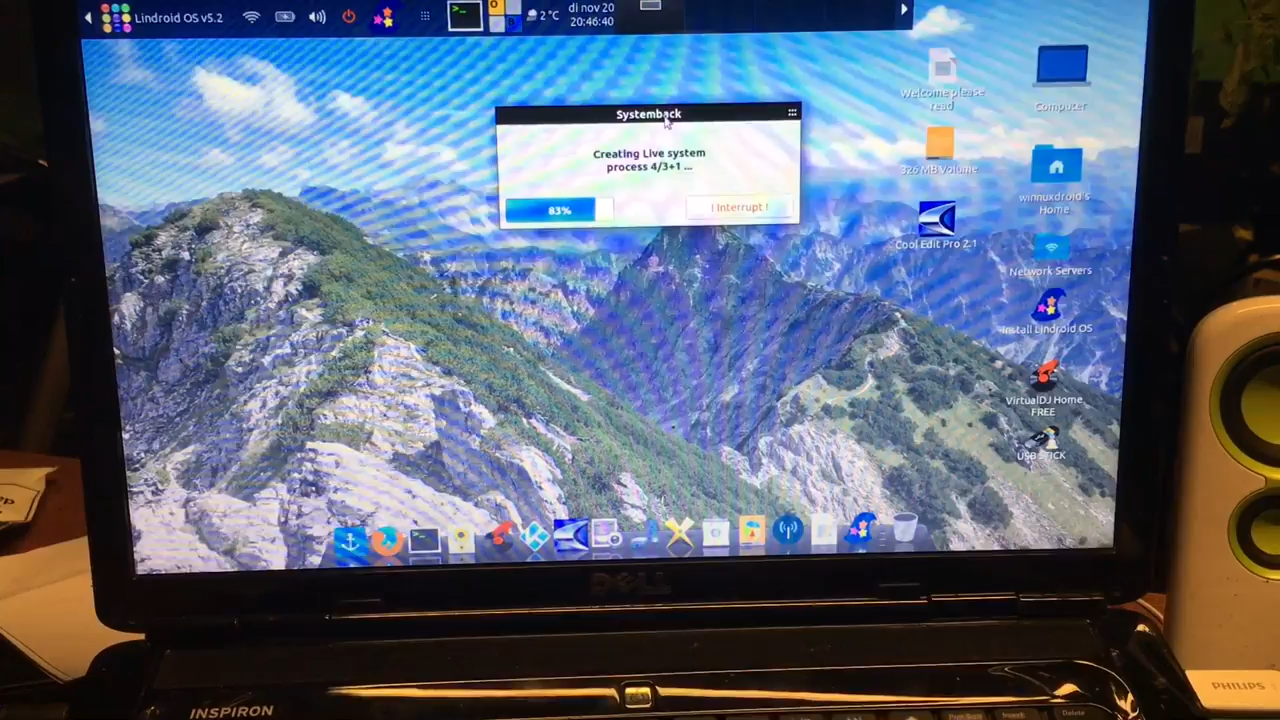 Lindroid OS v5.2
2 °C
di nov 20
20:46:40
Systemback
Creating Live system
process 4/3+1 ...
83%
! Interrupt !
Welcome please
read
Computer
326 MB Volume
winnuxdroid's
Home
Cool Edit Pro 2.1
Network Servers
Install Lindroid OS
VirtualDJ Home
FREE
USB STICK
DELL
INSPIRON
PHILIPS
Insert
Delete